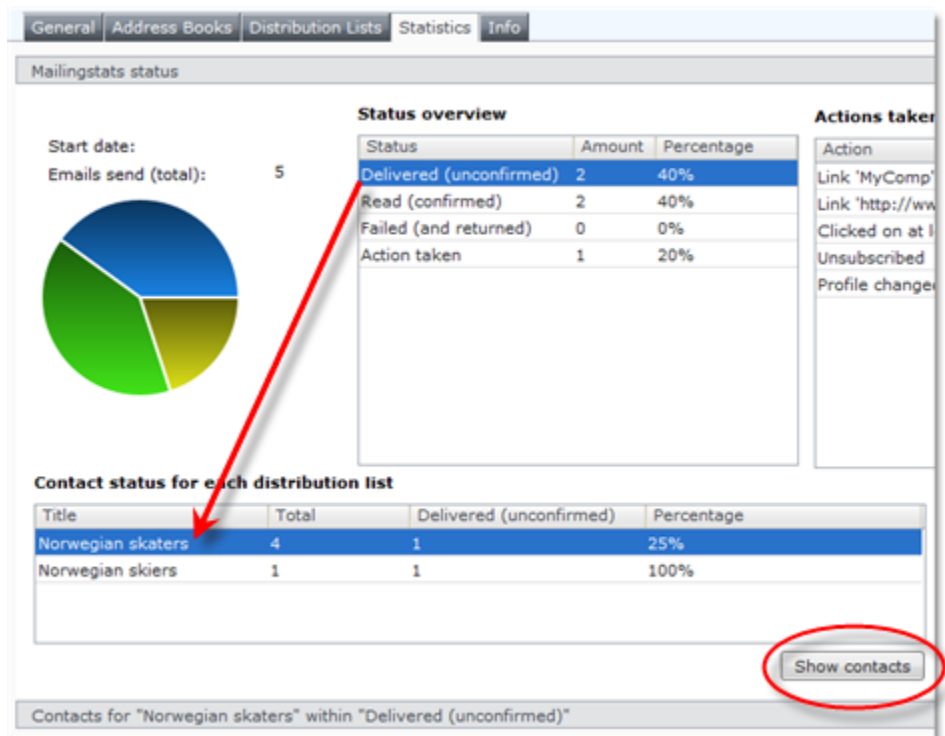 General Address Books Distribution Lists Statistics Info
Mailingstats status
Start date:
Emails send (total): 5
Status overview
Status Amount Percentage
Delivered (unconfirmed) 2 40%
Read (confirmed) 2 40%
Failed (and returned) 0 0%
Action taken 1 20%
Actions taken
Action
Link 'MyComp'
Link 'http://ww
Clicked on at l
Unsubscribed
Profile changed
Contact status for each distribution list
Title Total Delivered (unconfirmed) Percentage
Norwegian skaters 4 1 25%
Norwegian skiers 1 1 100%
Show contacts
Contacts for "Norwegian skaters" within "Delivered (unconfirmed)"